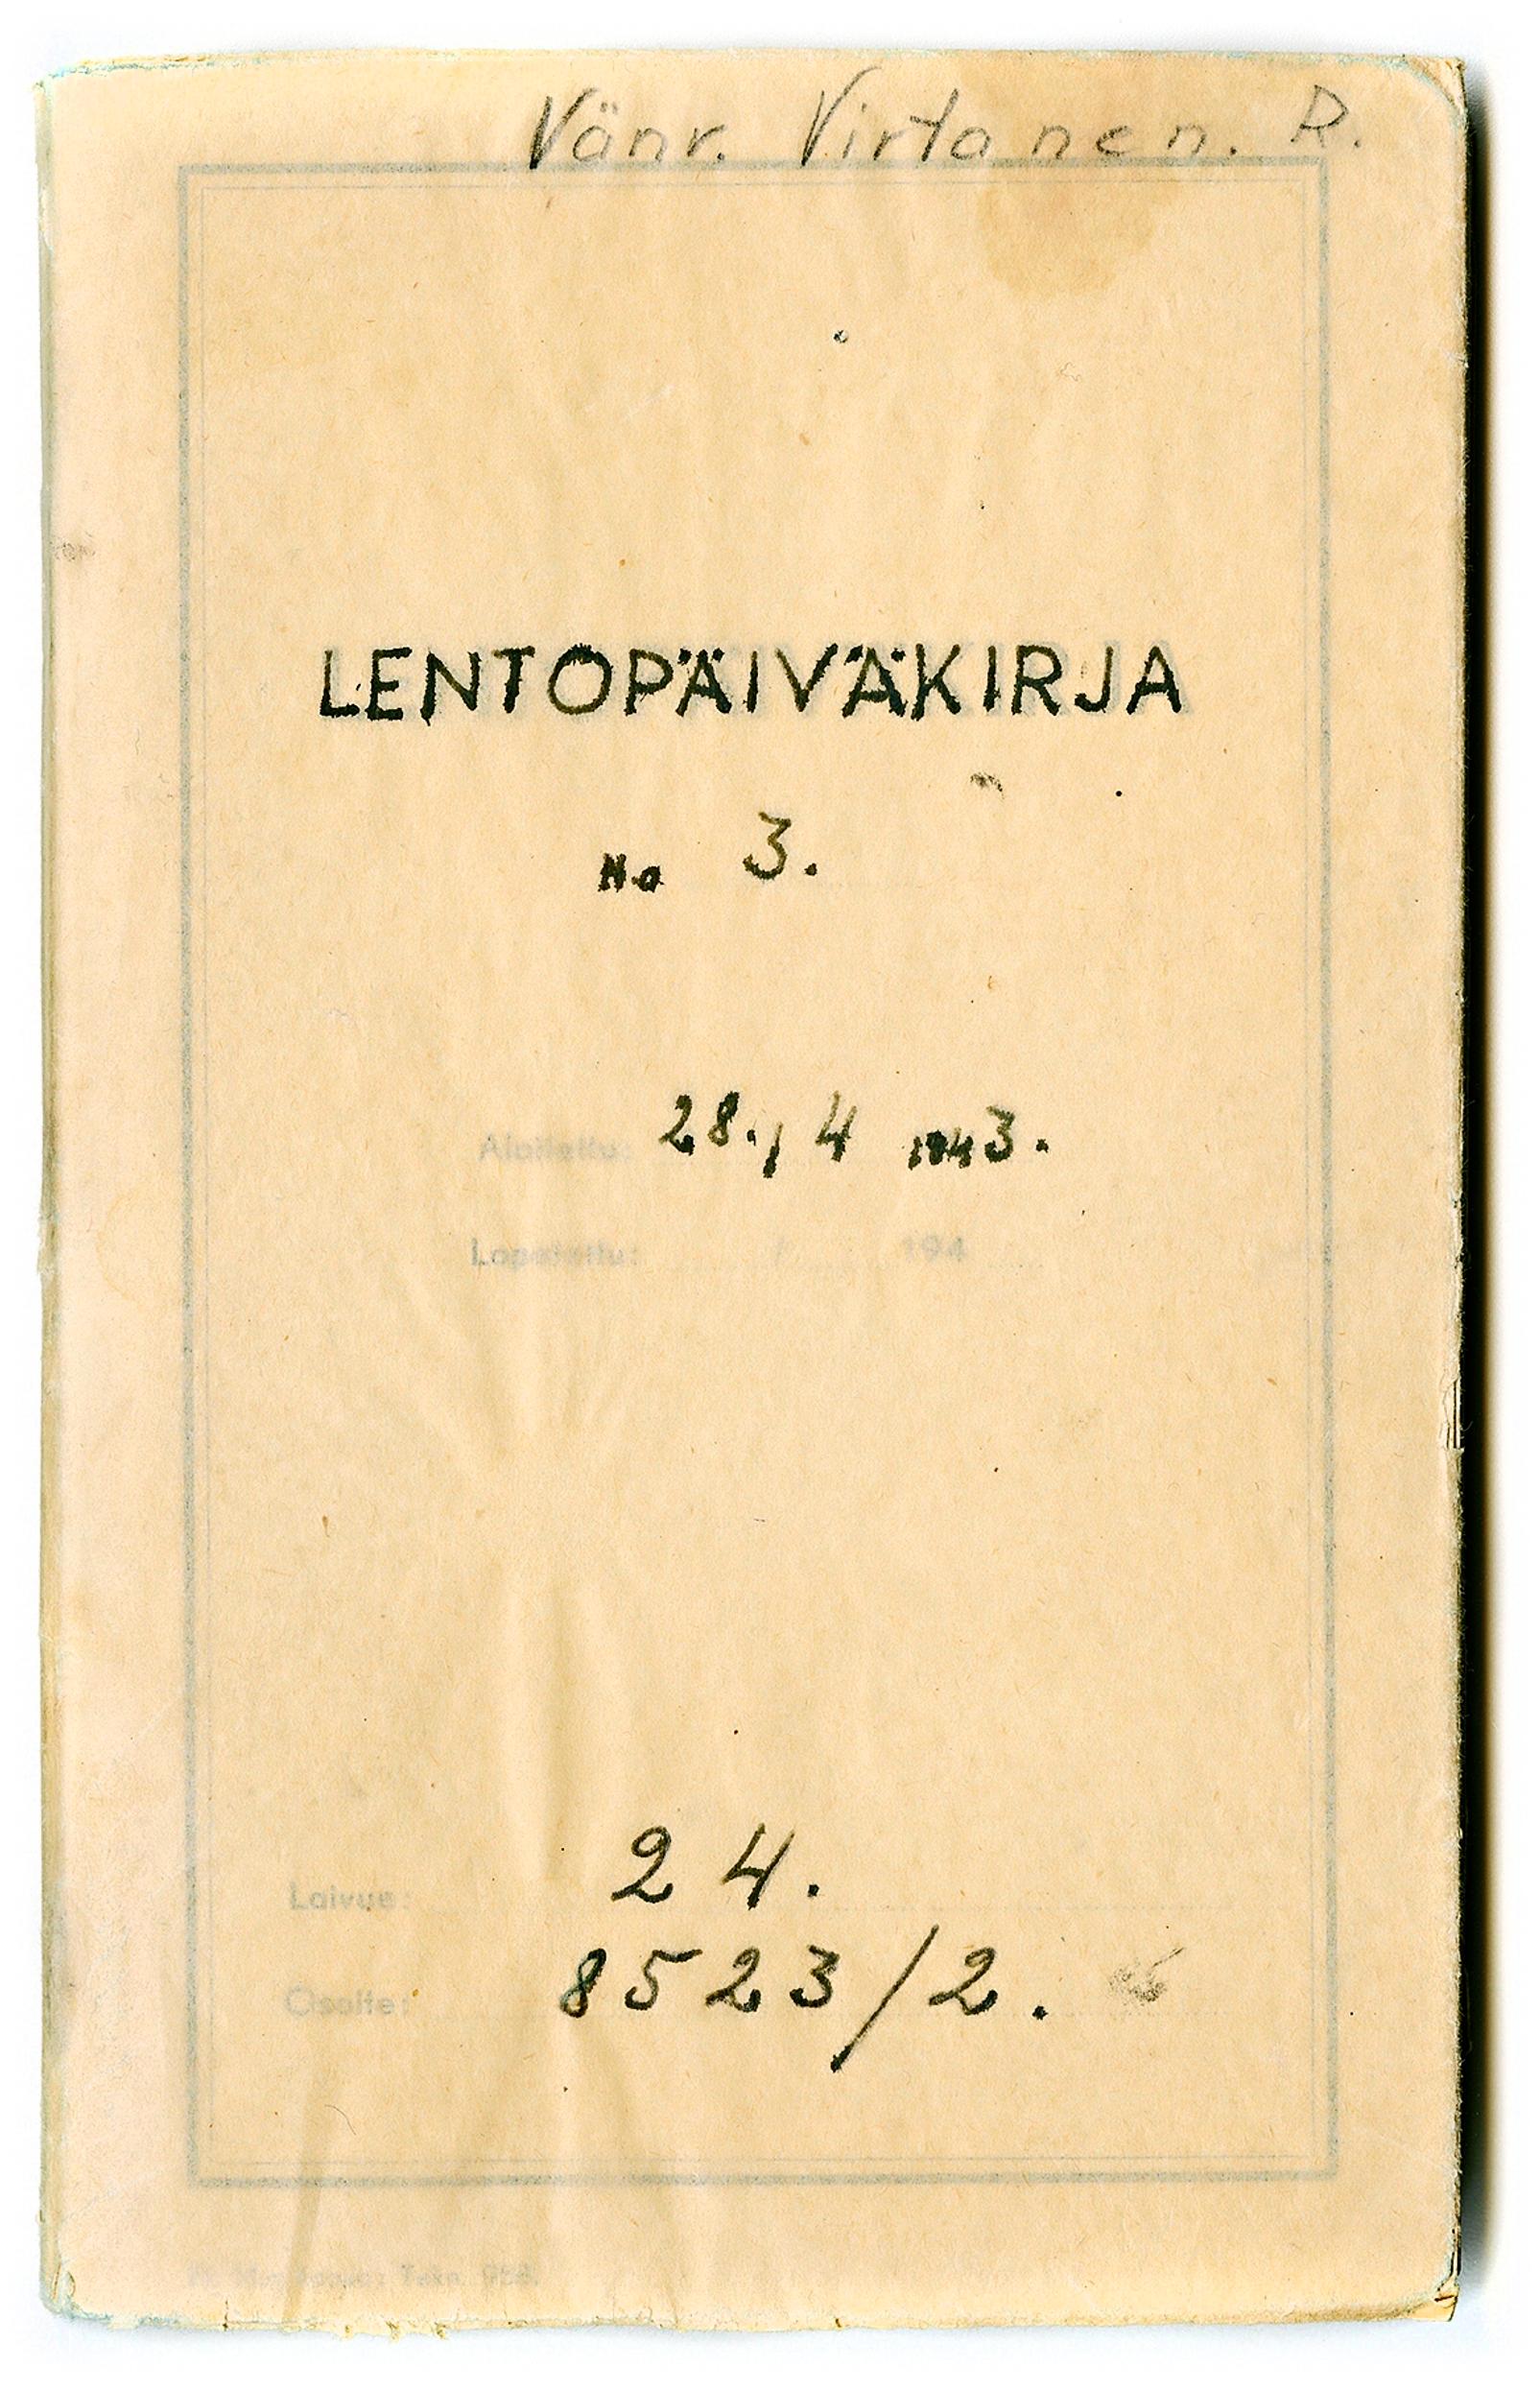 Vänr. Virtanen. R.
LENTOPÄIVÄKIRJA
No 3.
Aloitettu: 28./ 4 1943.
Lopetettu: / 194
Laivue: 24.
Osoite: 8523/2.